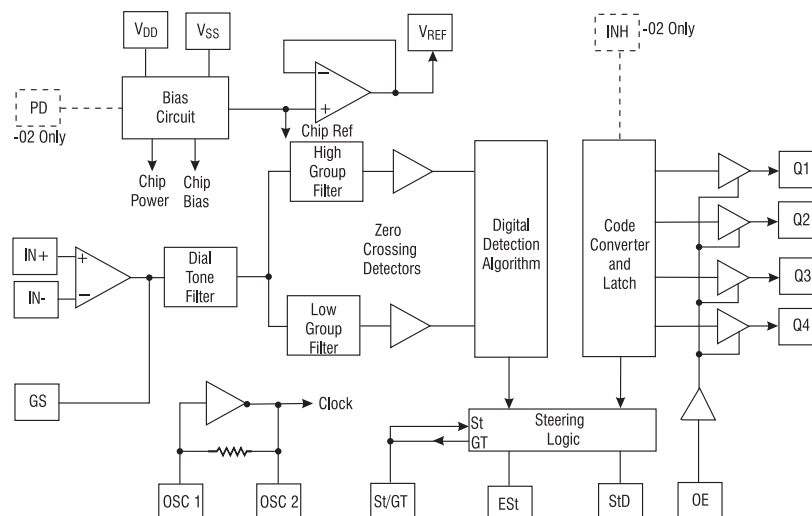 VDD
VSS
VREF
INH
-02 Only
PD
-02 Only
Bias
Circuit
−
+
Chip Ref
Chip
Power
Chip
Bias
High
Group
Filter
Q1
Q2
Q3
Q4
Digital
Detection
Algorithm
Code
Converter
and
Latch
Zero
Crossing
Detectors
IN+
IN-
+
−
Dial
Tone
Filter
Low
Group
Filter
GS
Clock
St
GT
Steering
Logic
OSC 1
OSC 2
St/GT
ESt
StD
OE